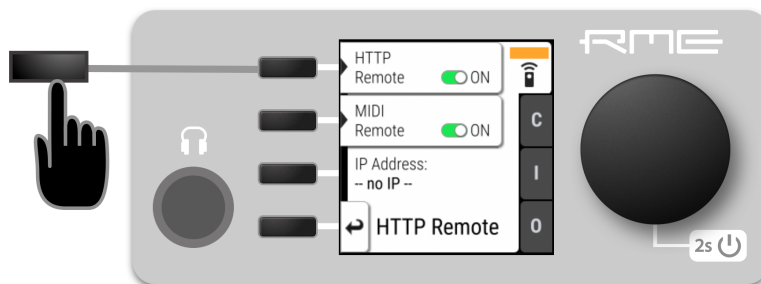 RME
HTTP
Remote ON
MIDI
Remote ON
C
IP Address:
-- no IP --
I
HTTP Remote
O
2s